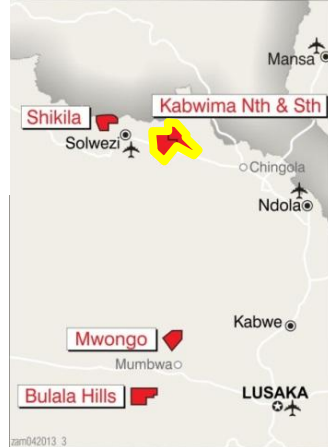 Mansa
Kabwima Nth & Sth
Shikila
Solwezi
Chingola
Ndola
Kabwe
Mwongo
Mumbwa
Bulala Hills
LUSAKA
zam042013_3